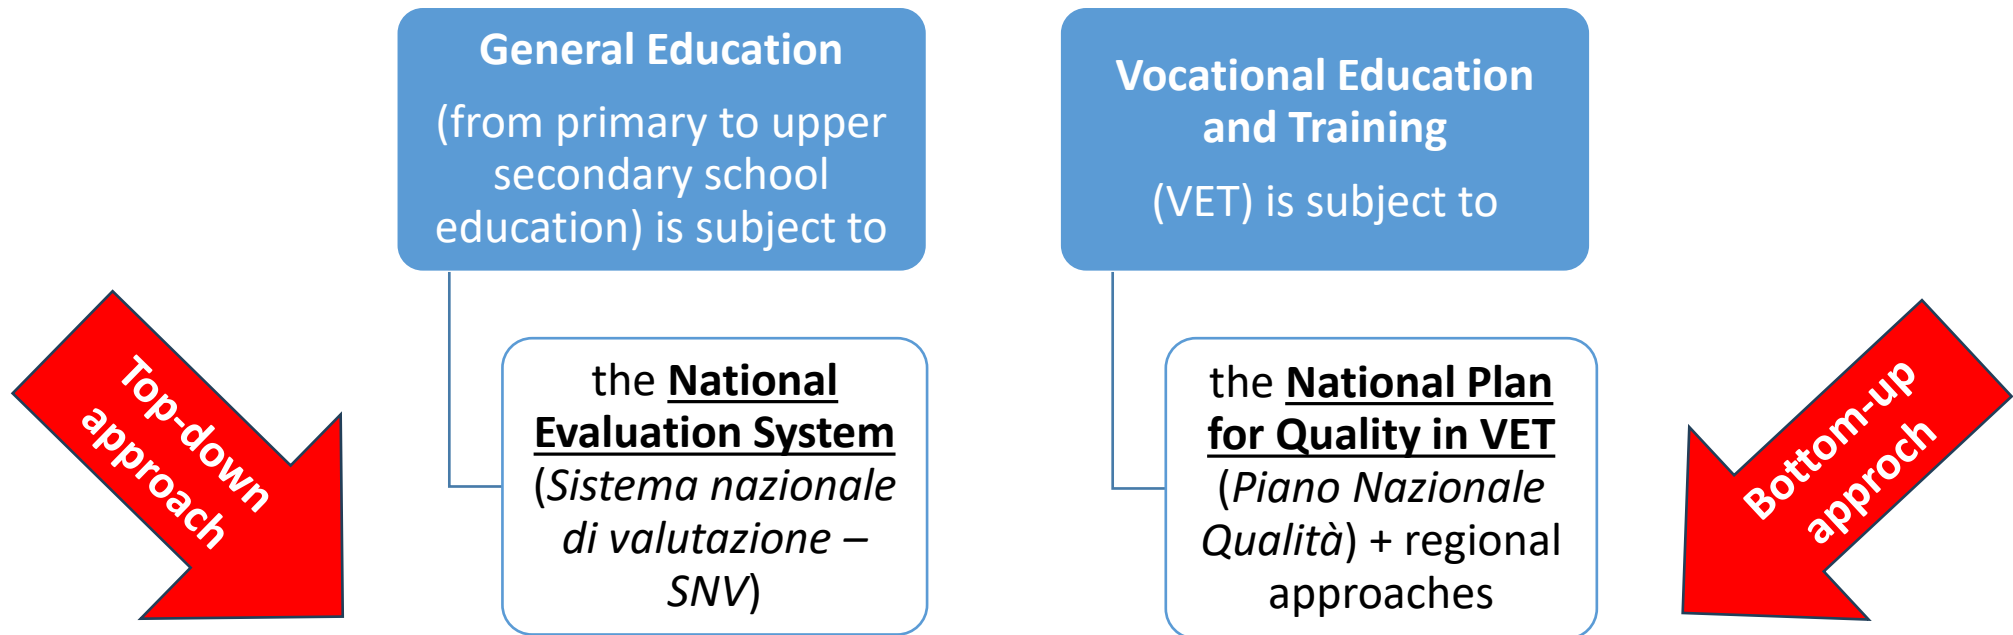 General Education
(from primary to upper
secondary school
education) is subject to
the National
Evaluation System
(Sistema nazionale
di valutazione –
SNV)
Vocational Education
and Training
(VET) is subject to
the National Plan
for Quality in VET
(Piano Nazionale
Qualità) + regional
approaches
Top-down
approach
Bottom-up
approch